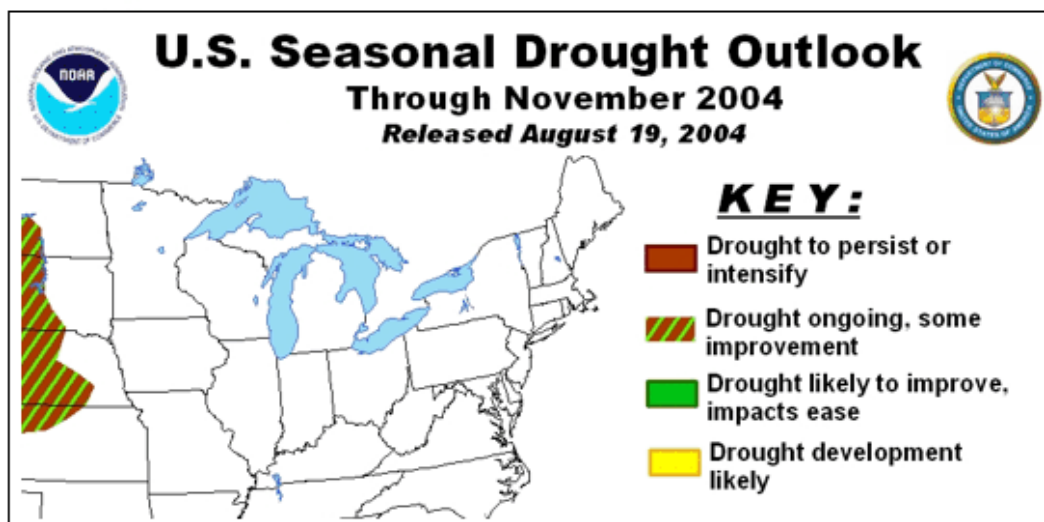 U.S. Seasonal Drought Outlook
Through November 2004
Released August 19, 2004
NOAA
KEY:
Drought to persist or
intensify
Drought ongoing, some
improvement
Drought likely to improve,
impacts ease
Drought development
likely